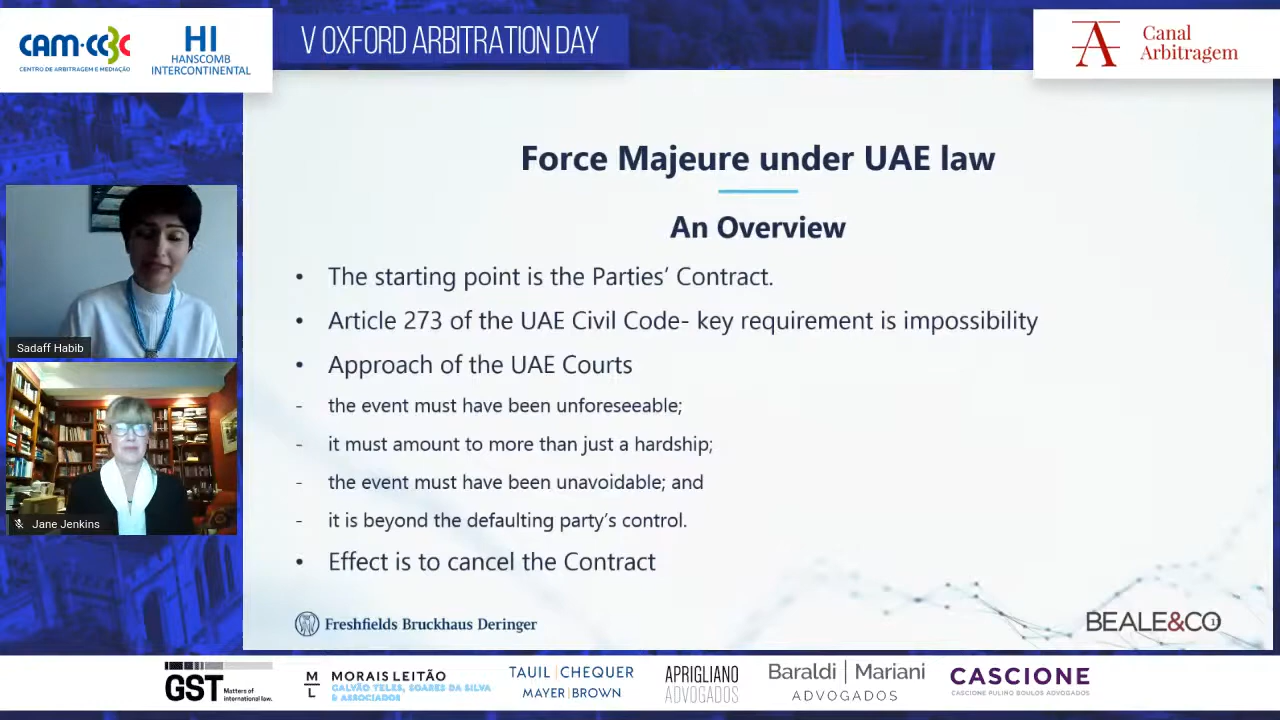 CAM-CCBC
CENTRO DE ARBITRAGEM E MEDIAÇÃO
HI
HANSCOMB
INTERCONTINENTAL
V OXFORD ARBITRATION DAY
Canal
Arbitragem
Force Majeure under UAE law
An Overview
• The starting point is the Parties’ Contract.
• Article 273 of the UAE Civil Code- key requirement is impossibility
• Approach of the UAE Courts
- the event must have been unforeseeable;
- it must amount to more than just a hardship;
- the event must have been unavoidable; and
- it is beyond the defaulting party’s control.
• Effect is to cancel the Contract
Sadaff Habib
Jane Jenkins
Freshfields Bruckhaus Deringer
BEALE&CO
GST Matters of
international law.
M
L
MORAIS LEITÃO
GALVÃO TELES, SOARES DA SILVA
& ASSOCIADOS
TAUIL | CHEQUER
MAYER | BROWN
APRIGLIANO
ADVOGADOS
Baraldi | Mariani
ADVOGADOS
CASCIONE
CASCIONE PULINO BOULOS ADVOGADOS